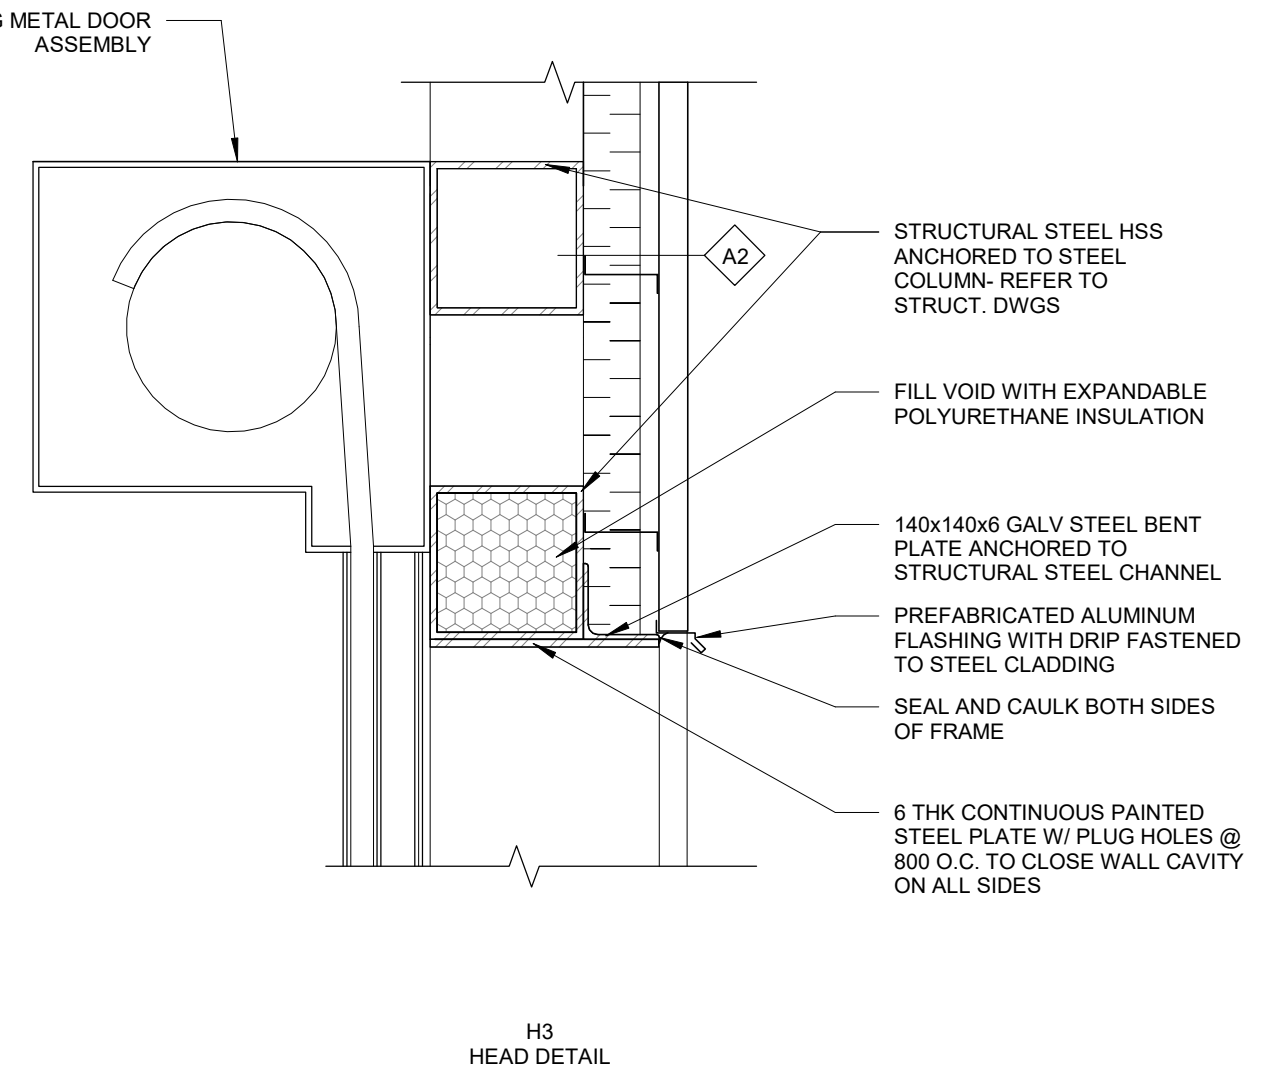 METAL DOOR
ASSEMBLY
A2
STRUCTURAL STEEL HSS
ANCHORED TO STEEL
COLUMN- REFER TO
STRUCT. DWGS
FILL VOID WITH EXPANDABLE
POLYURETHANE INSULATION
140x140x6 GALV STEEL BENT
PLATE ANCHORED TO
STRUCTURAL STEEL CHANNEL
PREFABRICATED ALUMINUM
FLASHING WITH DRIP FASTENED
TO STEEL CLADDING
SEAL AND CAULK BOTH SIDES
OF FRAME
6 THK CONTINUOUS PAINTED
STEEL PLATE W/ PLUG HOLES @
800 O.C. TO CLOSE WALL CAVITY
ON ALL SIDES
H3
HEAD DETAIL